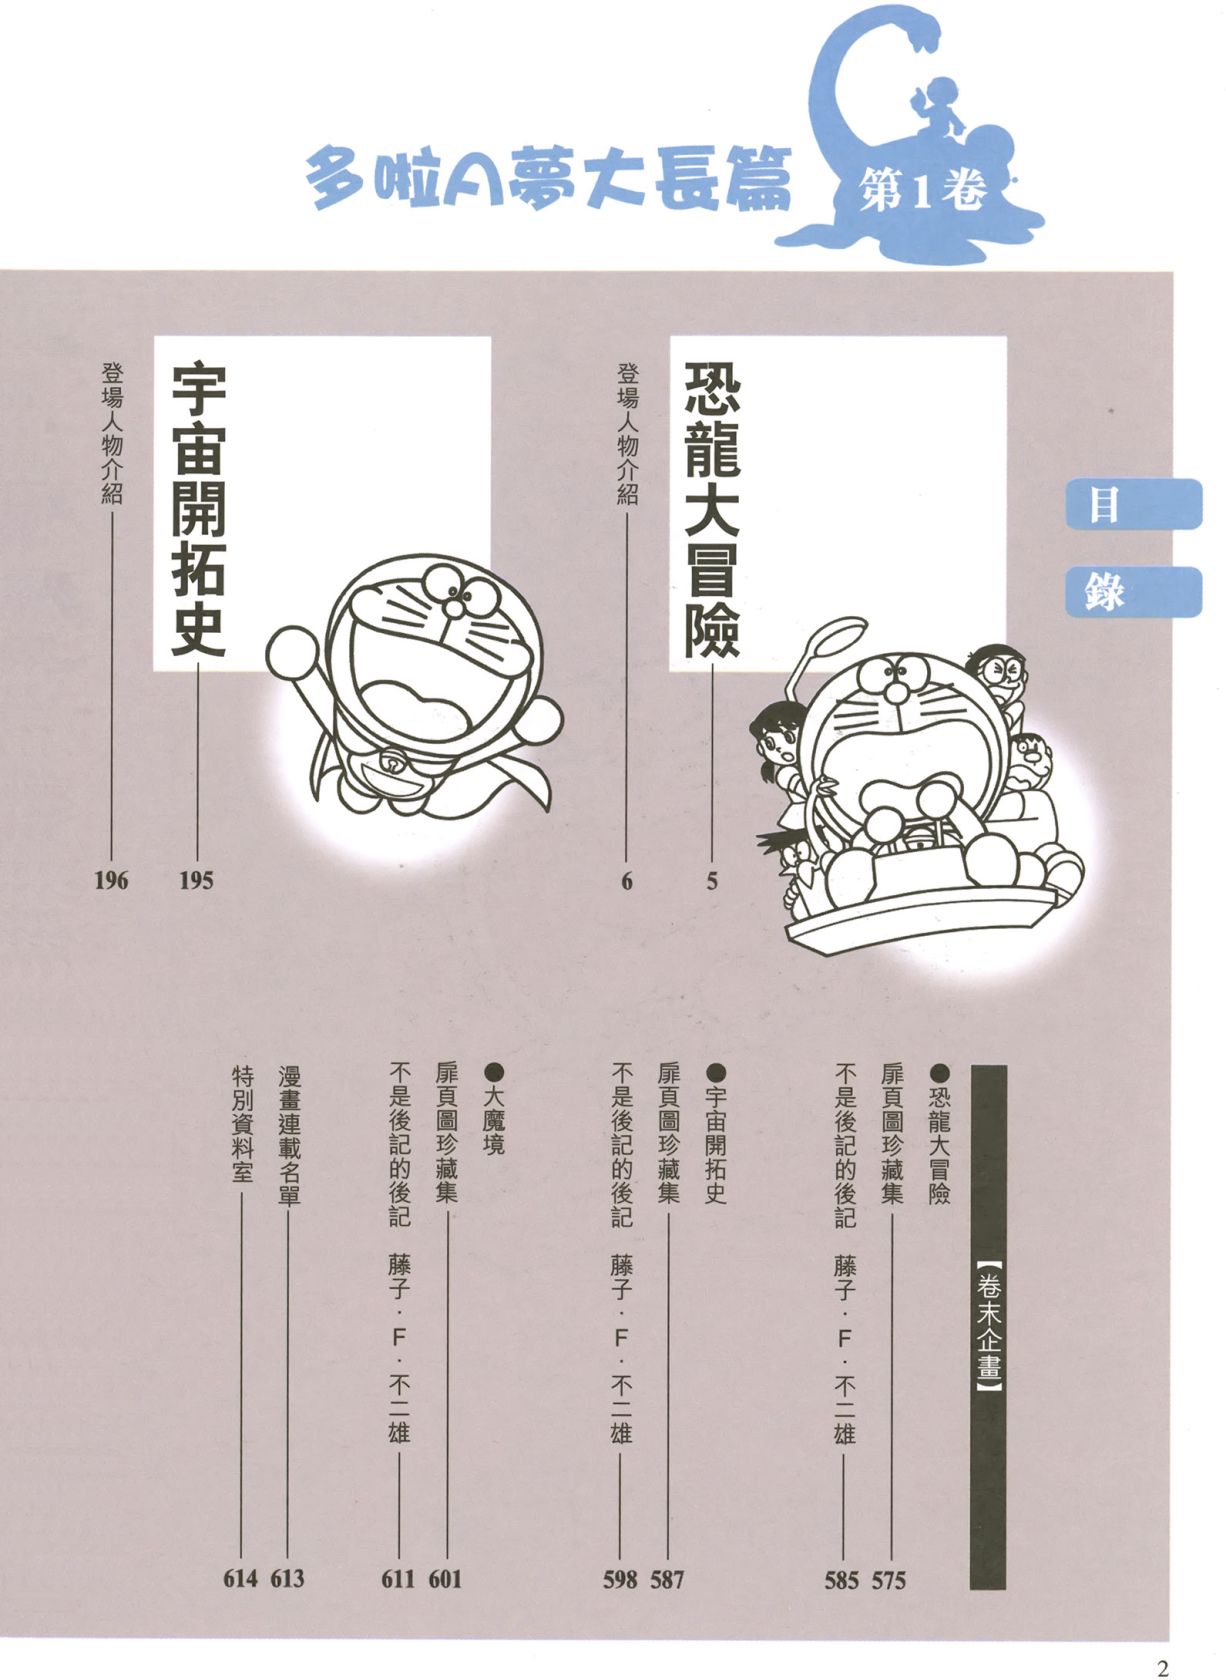 多啦A夢大長篇
第1卷
目錄
恐龍大冒險 5
登場人物介紹 6
宇宙開拓史 195
登場人物介紹 196
【卷末企畫】
●恐龍大冒險
扉頁圖珍藏集 575
不是後記的後記 藤子・F・不二雄 585
●宇宙開拓史
扉頁圖珍藏集 587
不是後記的後記 藤子・F・不二雄 598
●大魔境
扉頁圖珍藏集 601
不是後記的後記 藤子・F・不二雄 611
漫畫連載名單 613
特別資料室 614
2